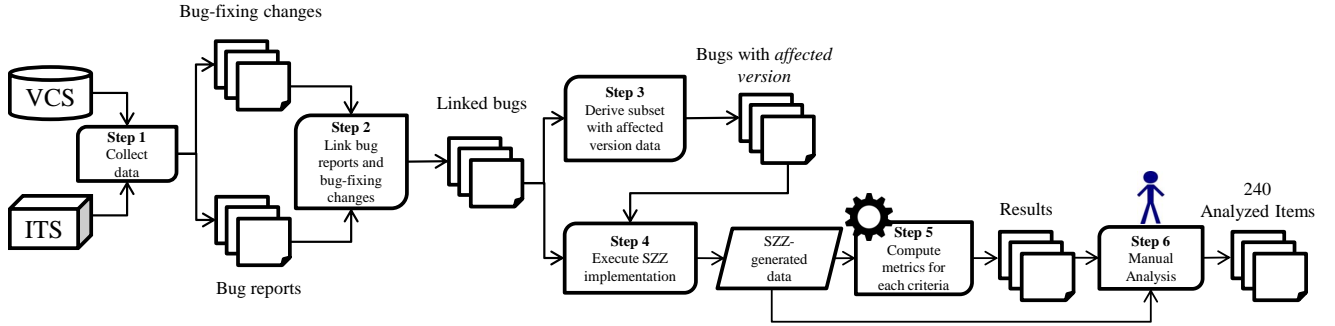 Bug-fixing changes
VCS
ITS
Step 1
Collect
data
Bug reports
Step 2
Link bug
reports and
bug-fixing
changes
Linked bugs
Step 3
Derive subset
with affected
version data
Bugs with affected
version
Step 4
Execute SZZ
implementation
SZZ-
generated
data
Step 5
Compute
metrics for
each criteria
Results
Step 6
Manual
Analysis
240
Analyzed Items